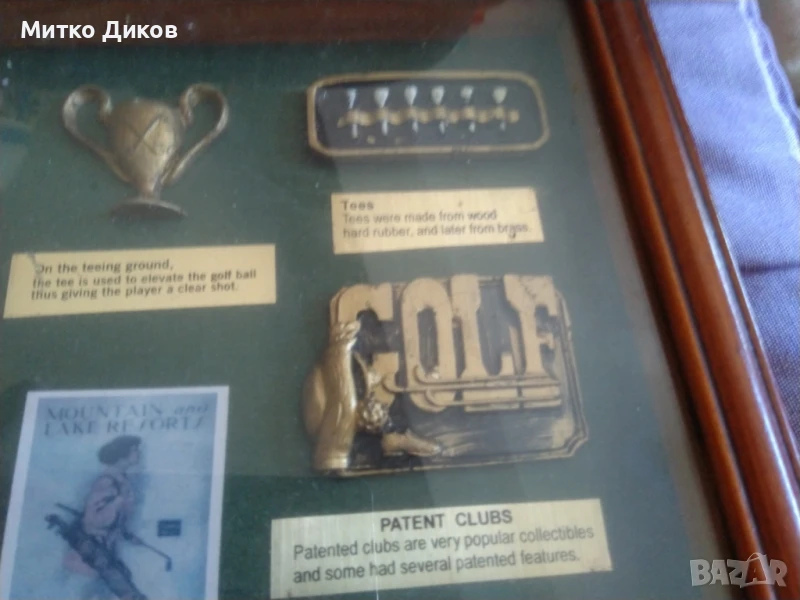 Митко Диков
Tees
Tees were made from wood
hard rubber, and later from brass.
On the teeing ground,
the tee is used to elevate the golf ball
thus giving the player a clear shot.
GOLF
MOUNTAIN and
LAKE RESORTS
PATENT CLUBS
Patented clubs are very popular collectibles
and some had several patented features.
BAZAR